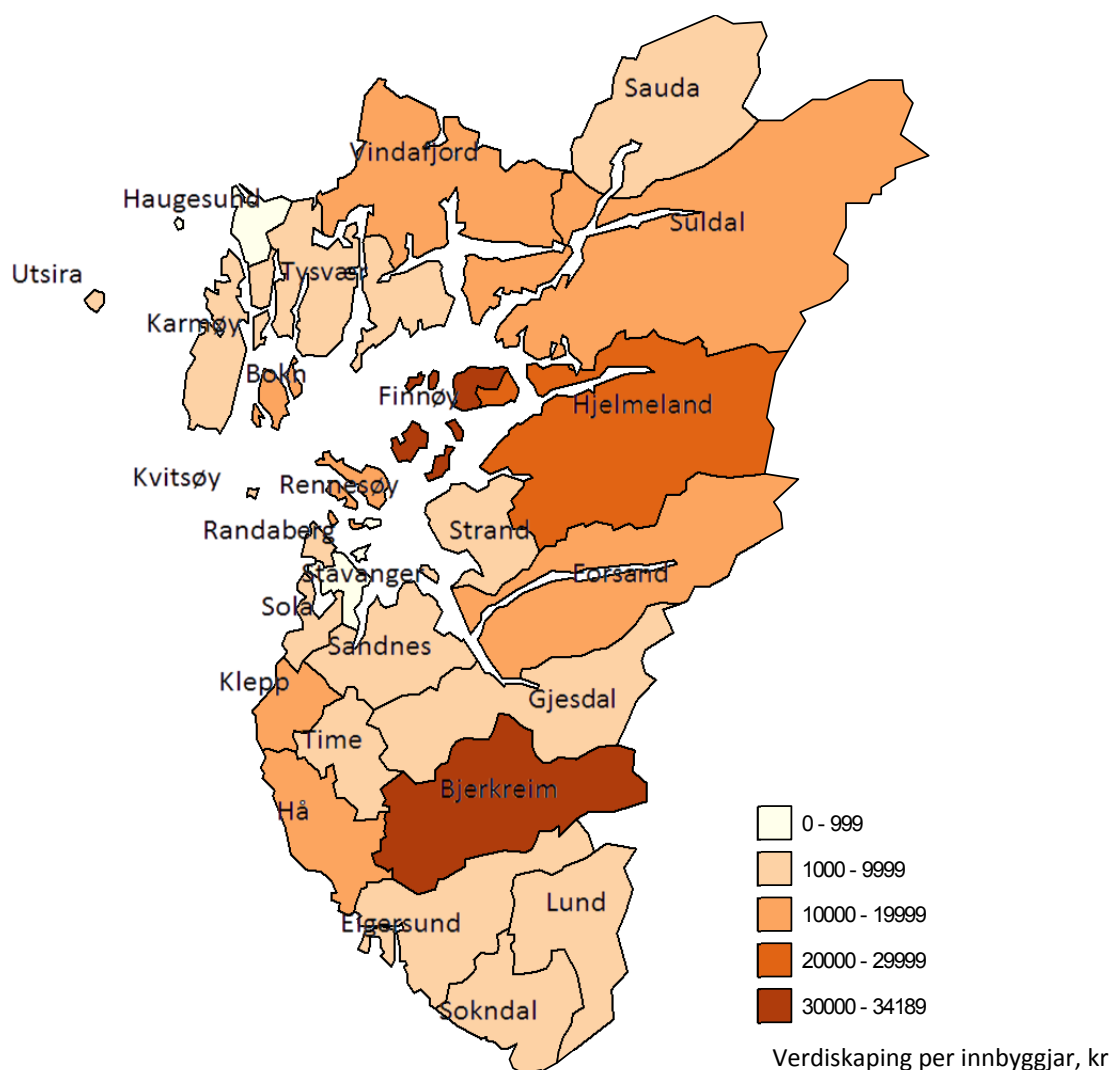 Sauda
Vindafjord
Haugesund
Suldal
Utsira
Tysvær
Karmøy
Bokn
Finnøy
Hjelmeland
Kvitsøy
Rennesøy
Randaberg
Strand
Stavanger
Forsand
Sola
Sandnes
Klepp
Gjesdal
Time
Bjerkreim
Hå
0 - 999
1000 - 9999
Lund
Eigersund
10000 - 19999
20000 - 29999
Sokndal
30000 - 34189
Verdiskaping per innbyggjar, kr